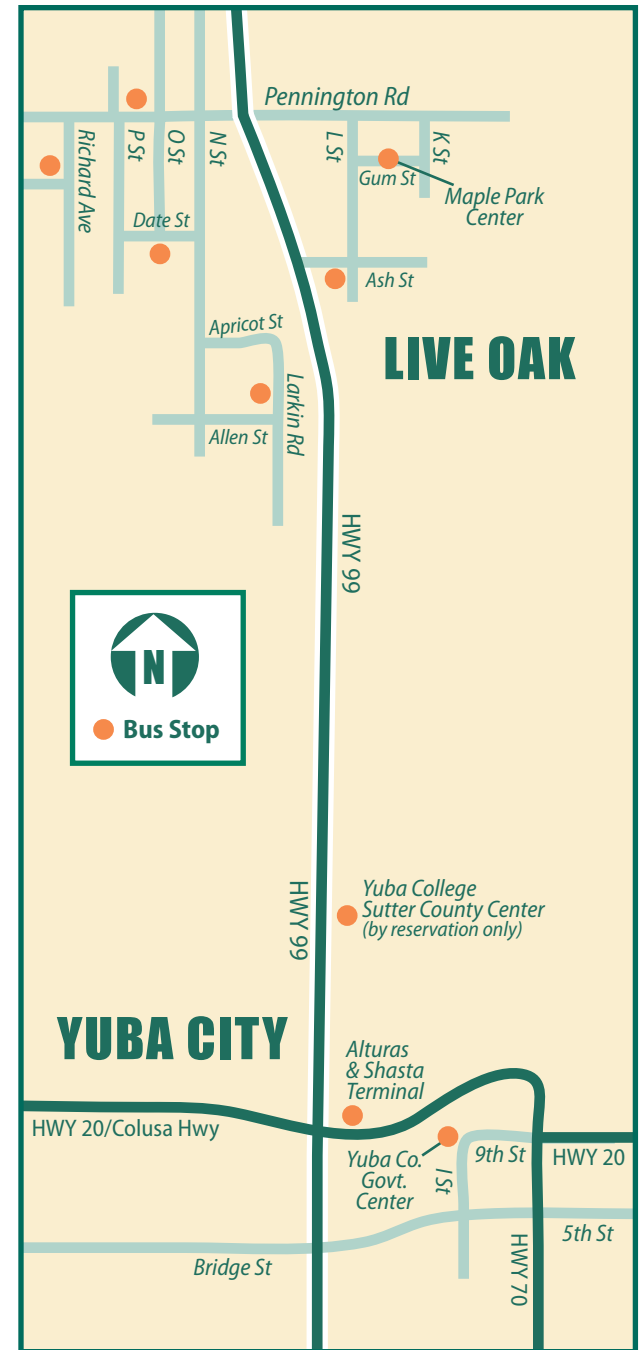 Pennington Rd
Richard Ave
P St
O St
N St
L St
K St
Gum St
Maple Park
Center
Date St
Ash St
Apricot St
LIVE OAK
Larkin Rd
Allen St
HWY 99
N
Bus Stop
HWY 99
Yuba College
Sutter County Center
(by reservation only)
YUBA CITY
Alturas
& Shasta
Terminal
HWY 20/Colusa Hwy
Yuba Co.
Govt.
Center
I St
9th St
HWY 20
5th St
Bridge St
HWY 70